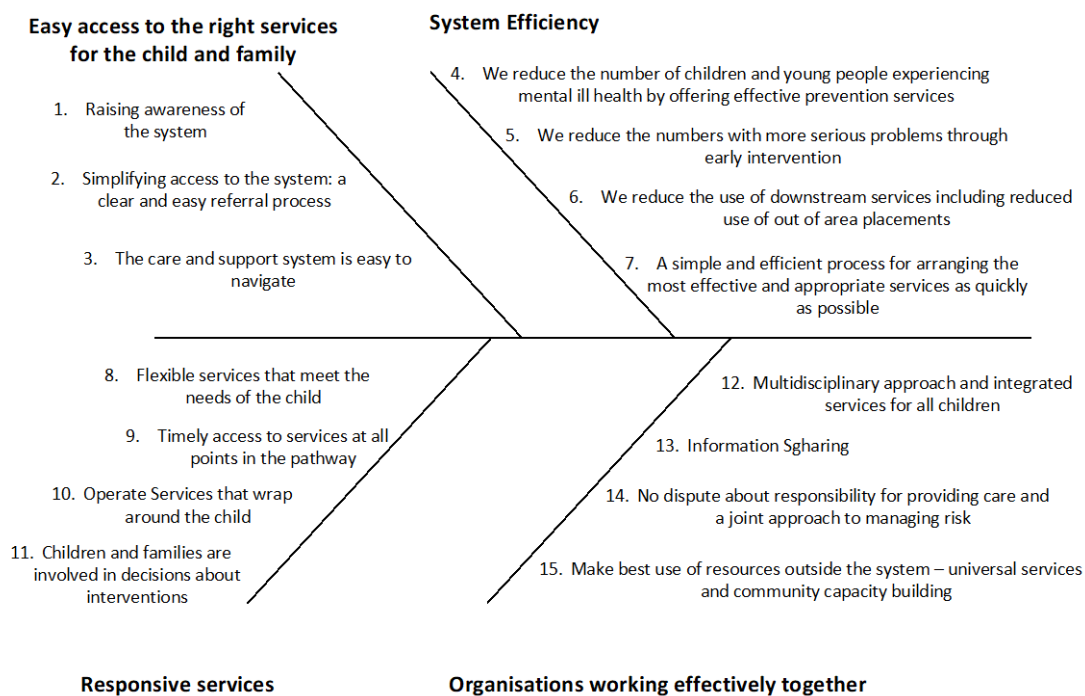 Easy access to the right services
for the child and family
1. Raising awareness of
the system
2. Simplifying access to the system: a
clear and easy referral process
3. The care and support system is easy to
navigate
System Efficiency
4. We reduce the number of children and young people experiencing
mental ill health by offering effective prevention services
5. We reduce the numbers with more serious problems through
early intervention
6. We reduce the use of downstream services including reduced
use of out of area placements
7. A simple and efficient process for arranging the
most effective and appropriate services as quickly
as possible
8. Flexible services that meet the
needs of the child
9. Timely access to services at all
points in the pathway
10. Operate Services that wrap
around the child
11. Children and families are
involved in decisions about
interventions
Responsive services
12. Multidisciplinary approach and integrated
services for all children
13. Information Sgharing
14. No dispute about responsibility for providing care and
a joint approach to managing risk
15. Make best use of resources outside the system – universal services
and community capacity building
Organisations working effectively together